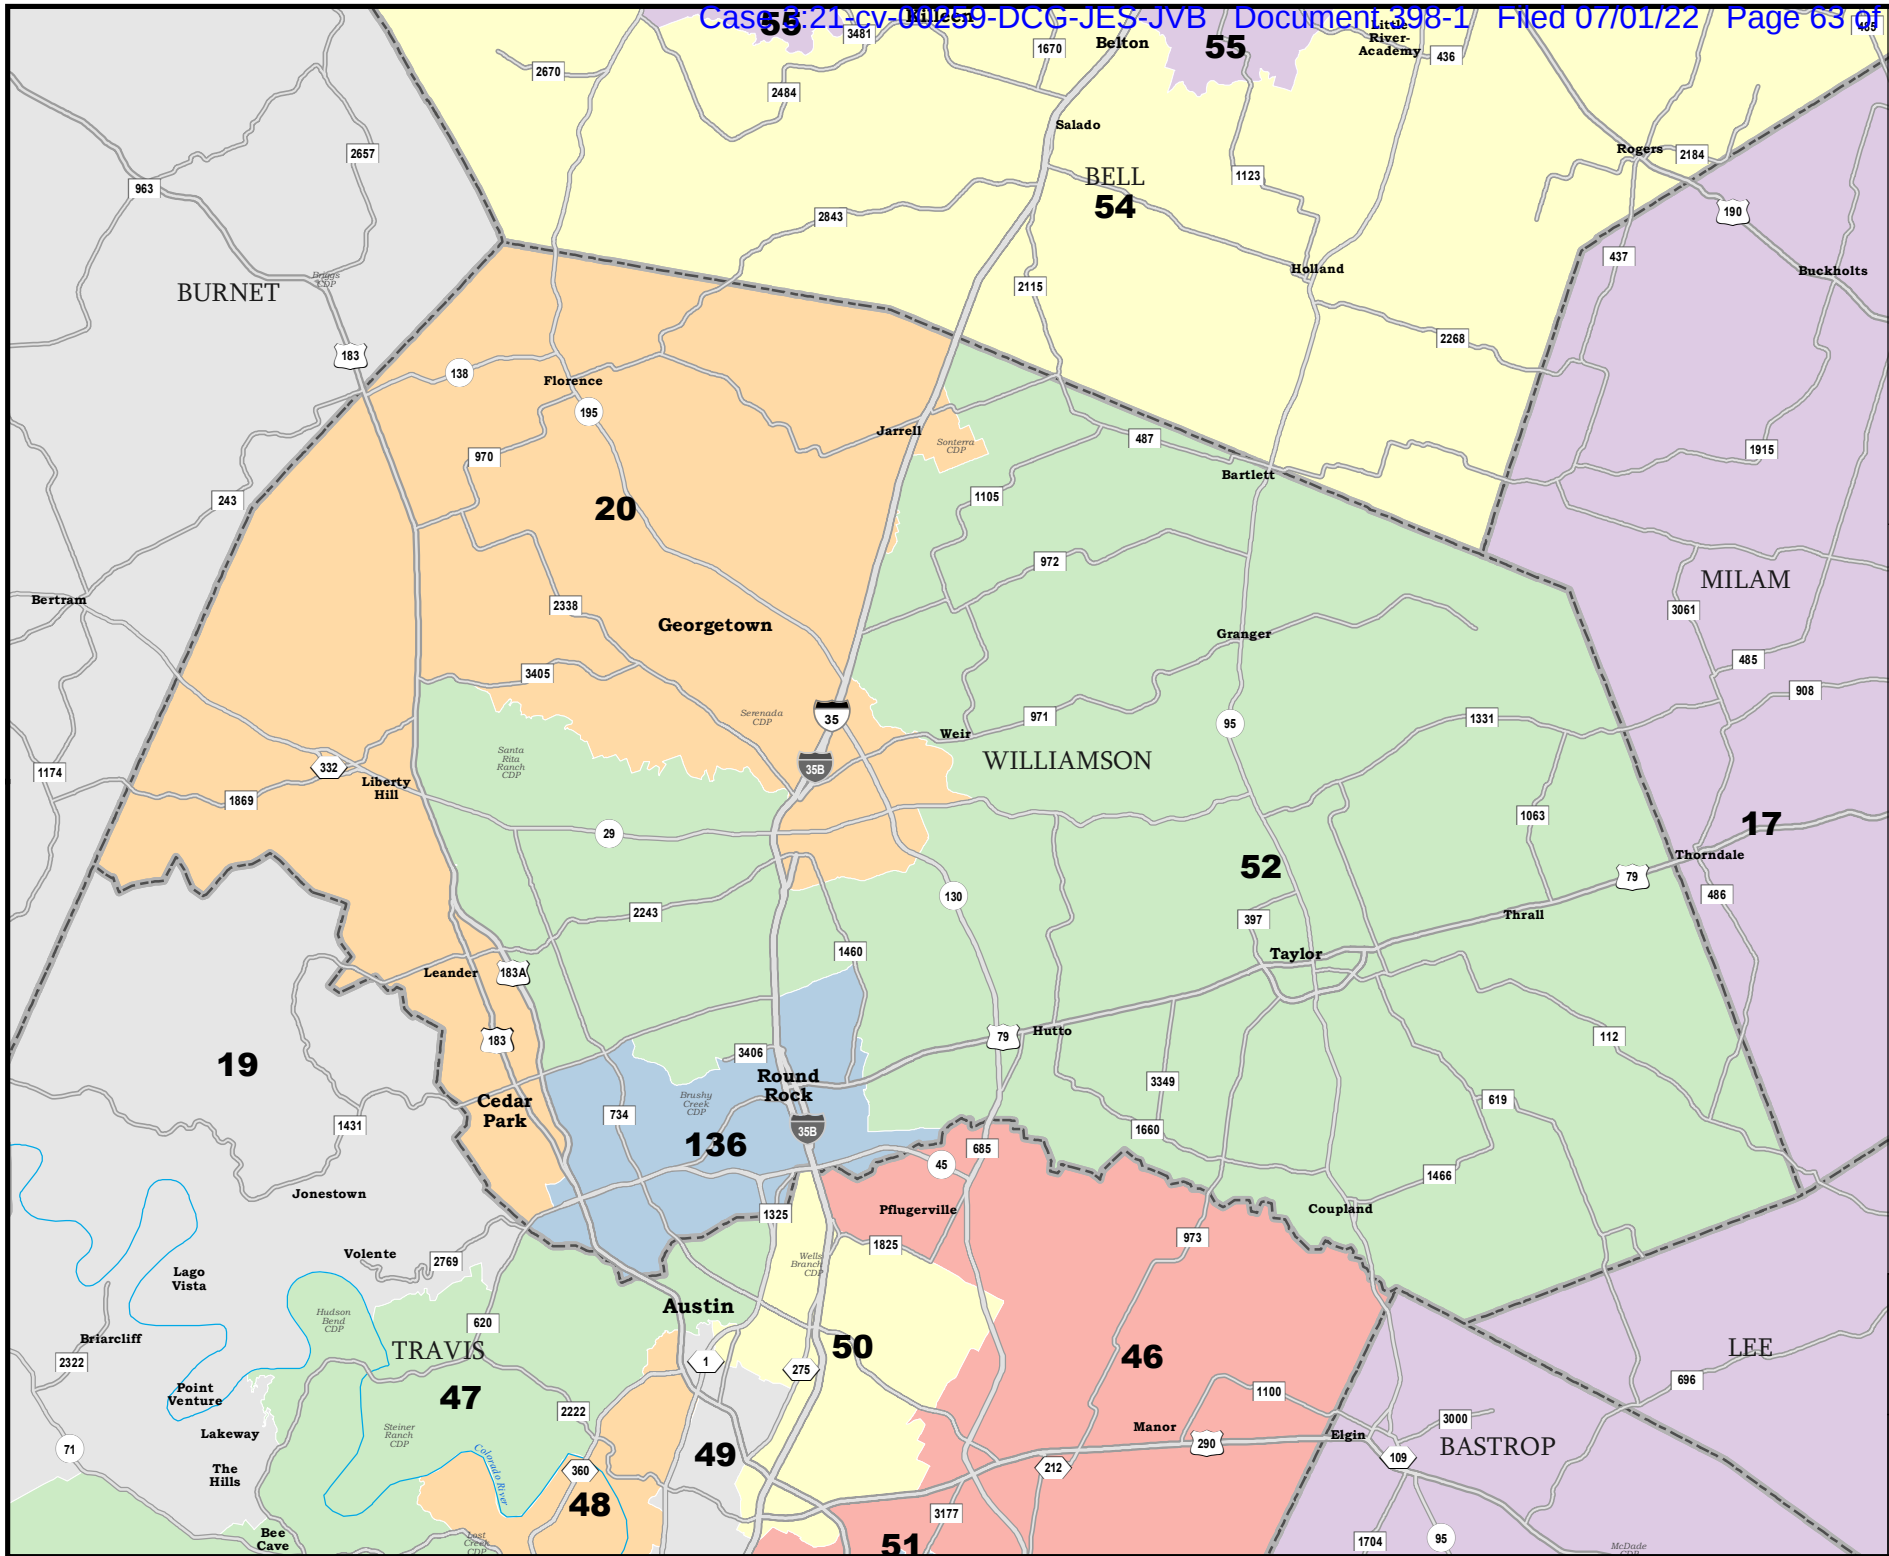 Case 3:21-cv-00259-DCG-JES-JVB Document 398-1 Filed 07/01/22 Page 63 of
55
Killeen
3481
1670
Belton
55
Little
River-
Academy
436
485
2670
2484
Salado
2657
963
BELL
54
1123
Rogers
2184
190
2843
437
BURNET
Briggs
CDP
2115
Holland
Buckholts
183
2268
138
Florence
195
Jarrell
Sonterra
CDP
487
1915
970
Bartlett
243
20
1105
972
MILAM
Bertram
2338
Georgetown
3061
Granger
3405
485
908
Serenada
CDP
35
971
95
1331
Weir
Santa
Rita
Ranch
CDP
WILLIAMSON
332
35B
1174
Liberty
Hill
1869
29
1063
17
Thorndale
52
79
130
486
2243
397
Thrall
1460
Taylor
Leander
183A
183
79
Hutto
112
3406
19
Round
Rock
3349
Cedar
Park
Brushy
Creek
CDP
619
734
1431
35B
1660
136
685
45
1466
Jonestown
Pflugerville
Coupland
1325
973
1825
Volente
2769
Wells
Branch
CDP
Lago
Vista
Austin
Hudson
Bend
CDP
620
Briarcliff
TRAVIS
50
LEE
2322
1
275
46
696
Point
Venture
47
1100
2222
3000
Lakeway
Steiner
Ranch
CDP
Manor
Elgin
71
49
290
BASTROP
109
The
Hills
360
Colorado River
212
48
3177
Bee
Cave
Lost
Creek
CDP
51
1704
95
McDade
CDP